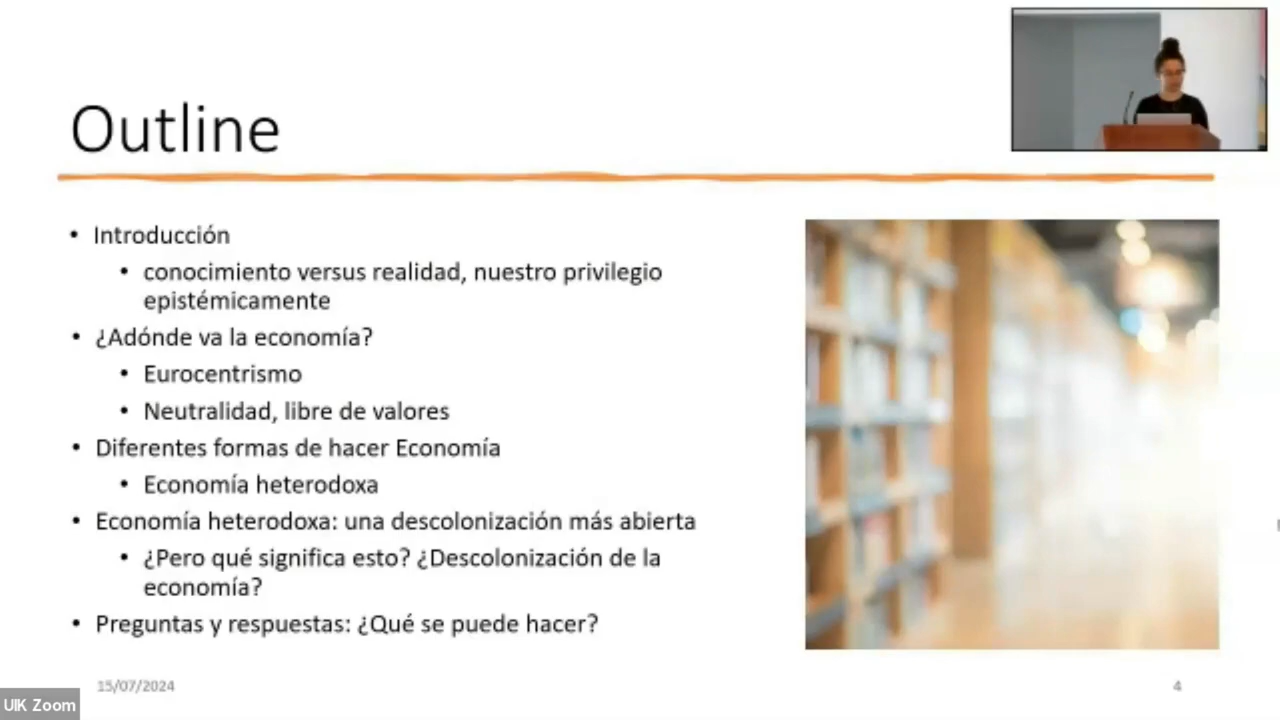 Outline
• Introducción
• conocimiento versus realidad, nuestro privilegio
epistémicamente
• ¿Adónde va la economía?
• Eurocentrismo
• Neutralidad, libre de valores
• Diferentes formas de hacer Economía
• Economía heterodoxa
• Economía heterodoxa: una descolonización más abierta
• ¿Pero qué significa esto? ¿Descolonización de la
economía?
• Preguntas y respuestas: ¿Qué se puede hacer?
15/07/2024
4
UIK Zoom